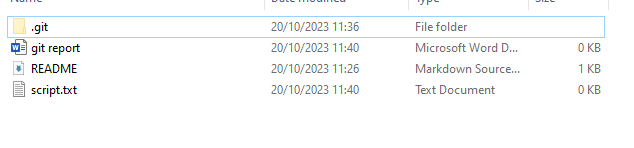 Name Date modified Type Size
.git 20/10/2023 11:36 File folder
git report 20/10/2023 11:40 Microsoft Word D... 0 KB
README 20/10/2023 11:26 Markdown Source... 1 KB
script.txt 20/10/2023 11:40 Text Document 0 KB